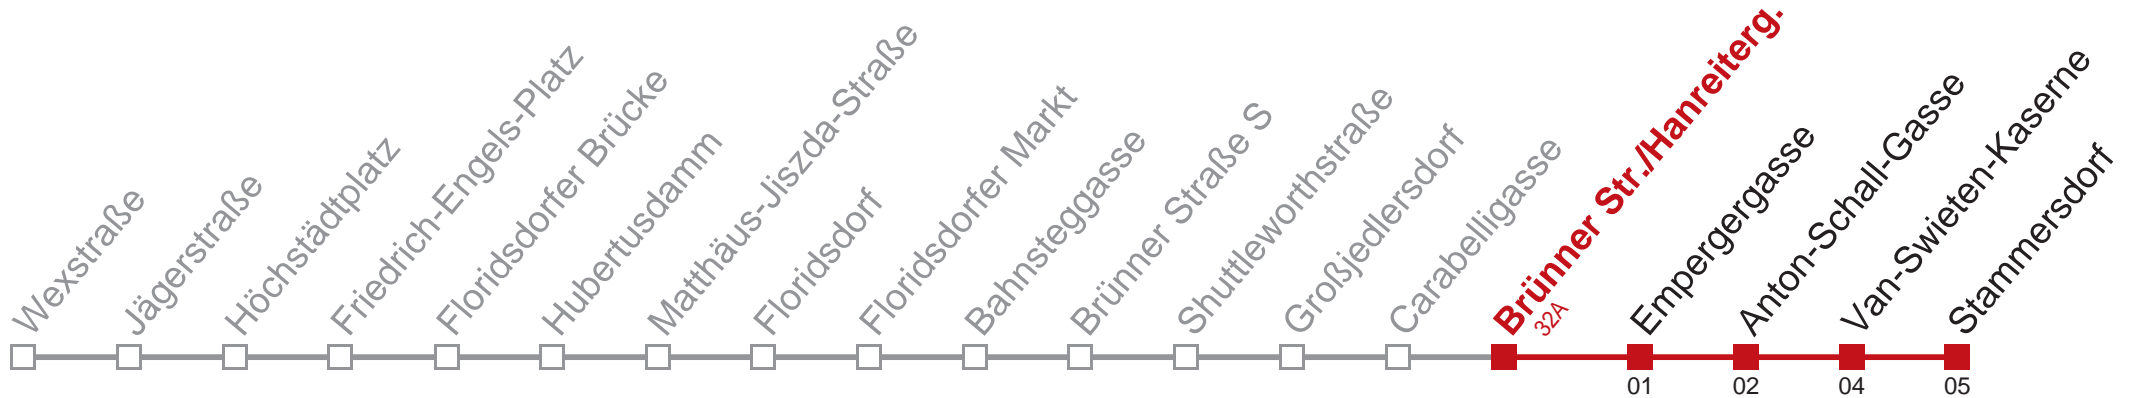 Wexstraße
Jägerstraße
Höchstädtplatz
Friedrich-Engels-Platz
Floridsdorfer Brücke
Hubertusdamm
Matthäus-Jiszda-Straße
Floridsdorf
Floridsdorfer Markt
Bahnsteggasse
Brünner Straße S
Shuttleworthstraße
Großjedlersdorf
Carabelligasse
Brünner Str./Hanreiterg.
32A
Empergergasse
Anton-Schall-Gasse
Van-Swieten-Kaserne
Stammersdorf
01 02 04 05